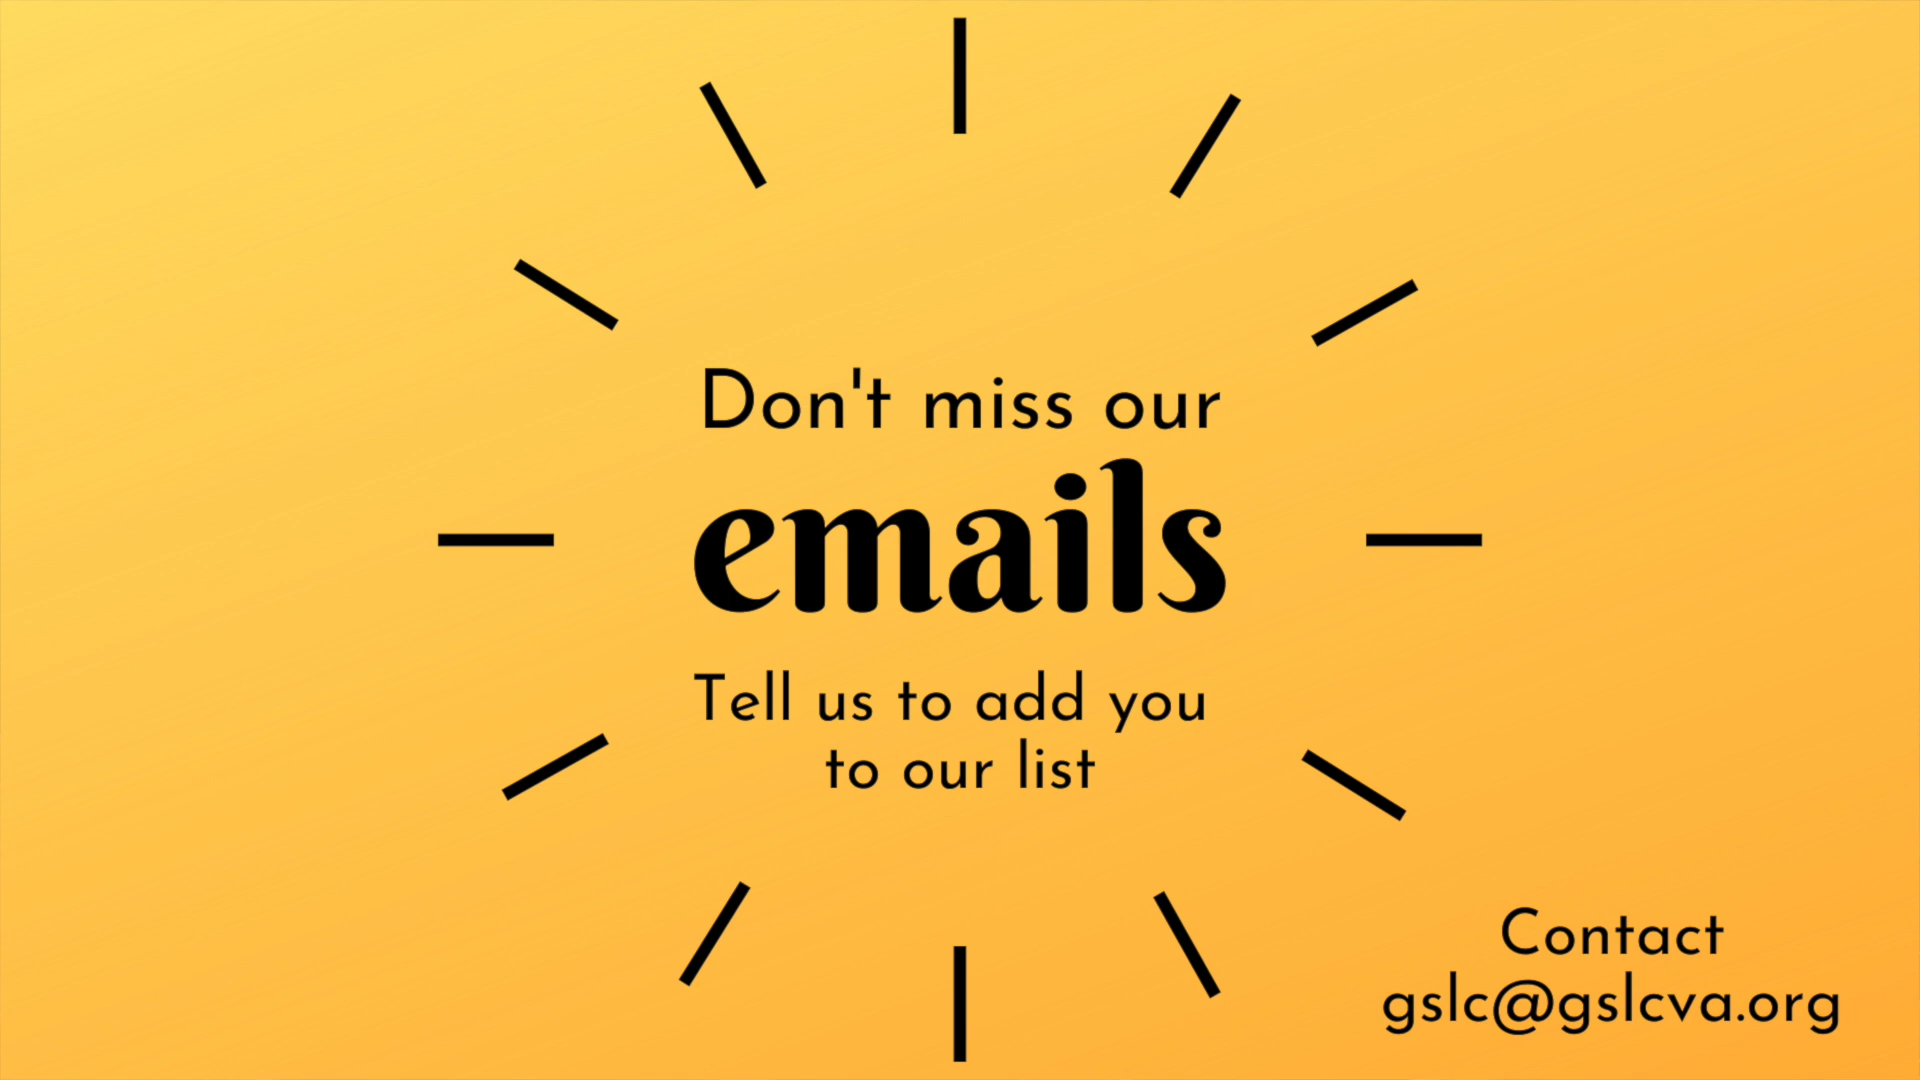 Don't miss our
emails
Tell us to add you
to our list
Contact
gslc@gslcva.org